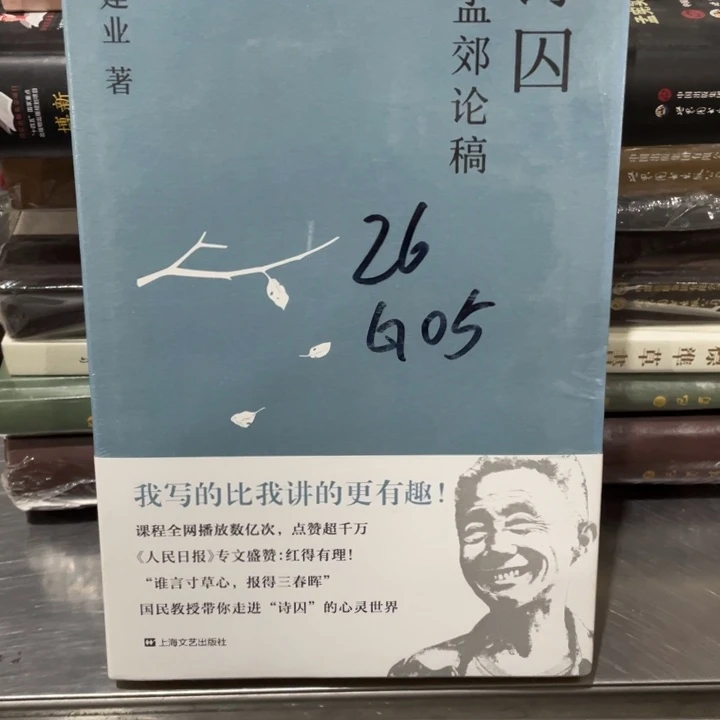 囚
孟郊论稿
建业 著
26
G05
我写的比我讲的更有趣！
课程全网播放数亿次，点赞超千万
《人民日报》专文盛赞：红得有理！
“谁言寸草心，报得三春晖”
国民教授带你走进“诗囚”的心灵世界
上海文艺出版社
博新